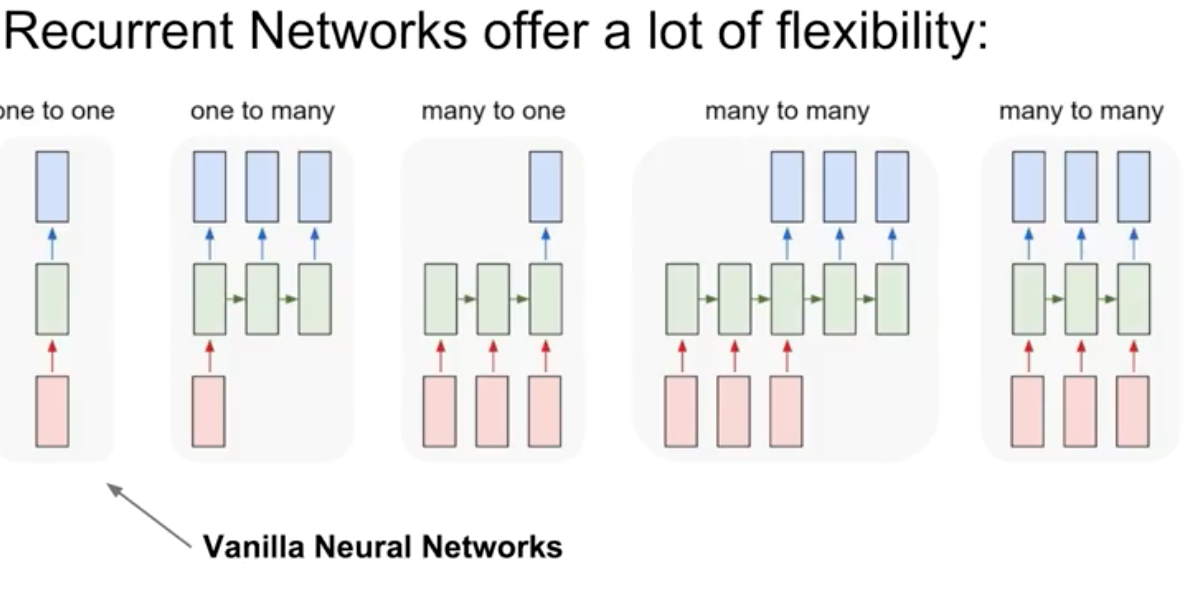 Recurrent Networks offer a lot of flexibility:
one to one
one to many
many to one
many to many
many to many
Vanilla Neural Networks